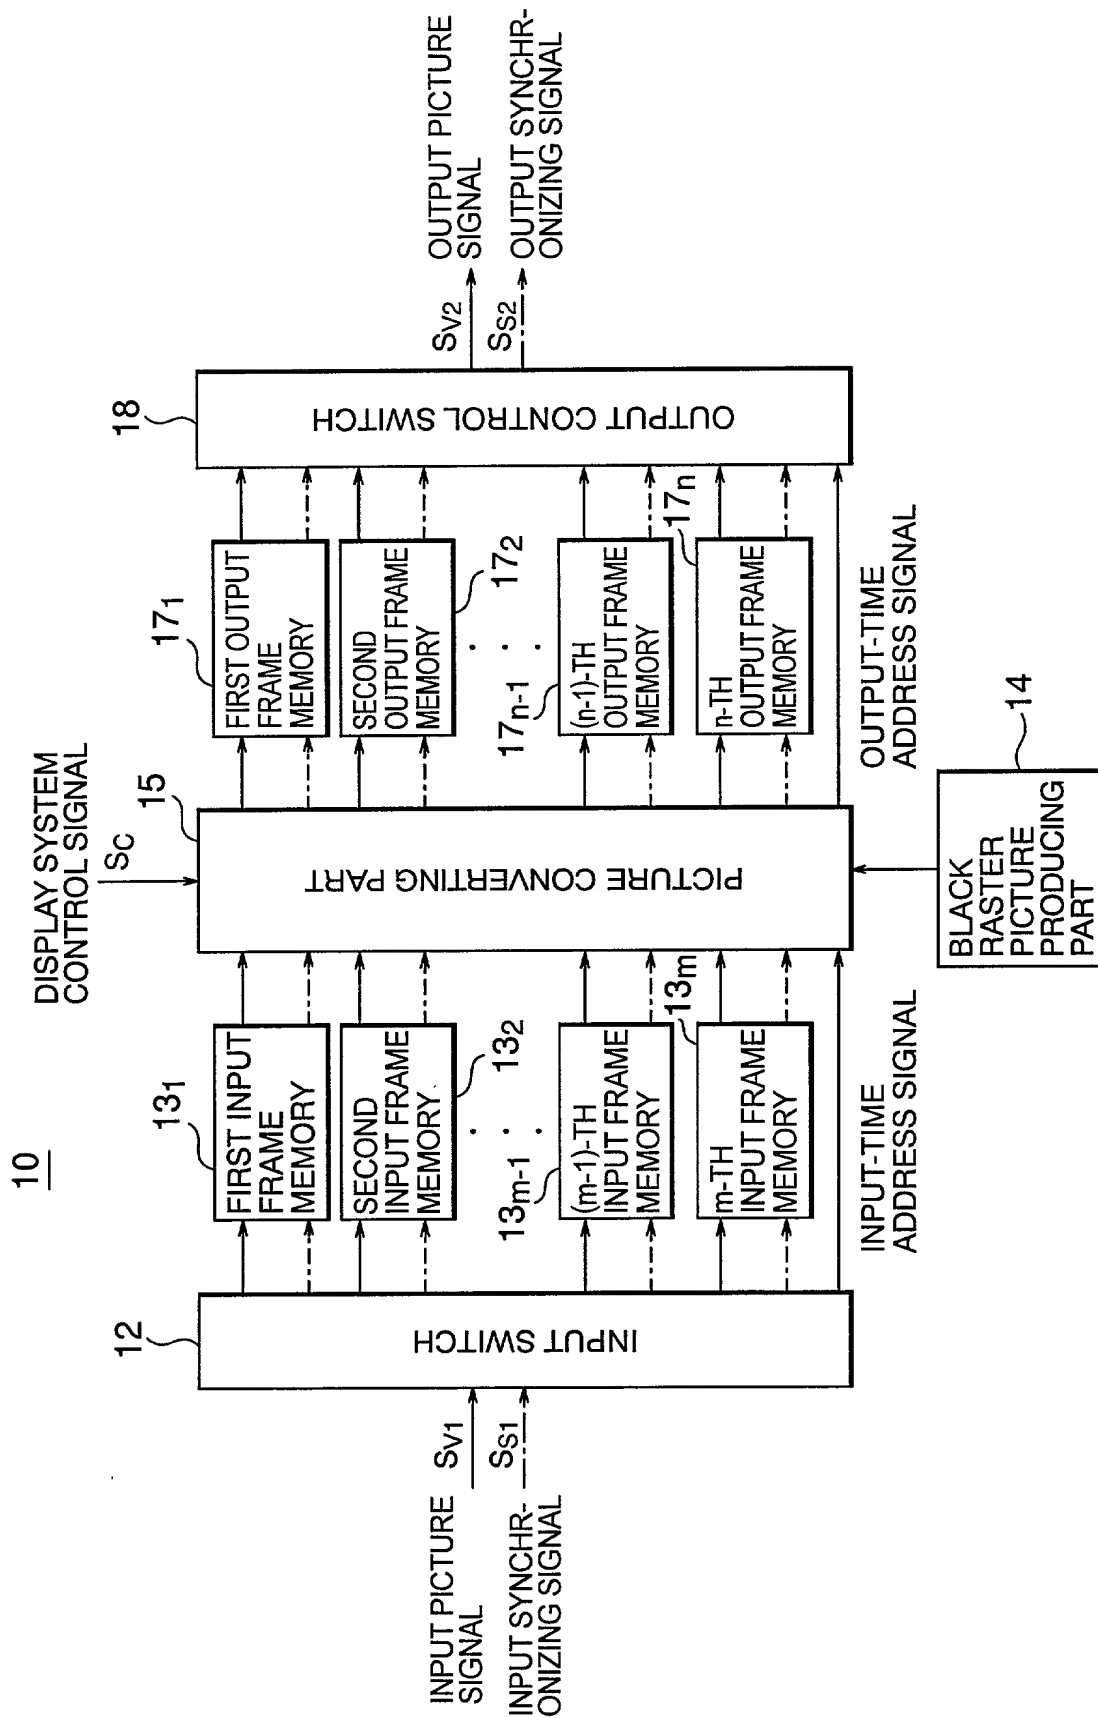 10
DISPLAY SYSTEM
CONTROL SIGNAL
SC
INPUT PICTURE
SIGNAL
SV1
INPUT SYNCHR-
ONIZING SIGNAL
SS1
12
INPUT SWITCH
131
FIRST INPUT
FRAME
MEMORY
SECOND
INPUT FRAME
MEMORY
132
. . .
13m-1
(m-1)-TH
INPUT FRAME
MEMORY
13m
m-TH
INPUT FRAME
MEMORY
INPUT-TIME
ADDRESS SIGNAL
15
PICTURE CONVERTING PART
BLACK
RASTER
PICTURE
PRODUCING
PART
14
171
FIRST OUTPUT
FRAME
MEMORY
SECOND
OUTPUT FRAME
MEMORY
172
. . .
17n-1
(n-1)-TH
OUTPUT FRAME
MEMORY
17n
n-TH
OUTPUT FRAME
MEMORY
OUTPUT-TIME
ADDRESS SIGNAL
18
OUTPUT CONTROL SWITCH
SV2
OUTPUT PICTURE
SIGNAL
SS2
OUTPUT SYNCHR-
ONIZING SIGNAL